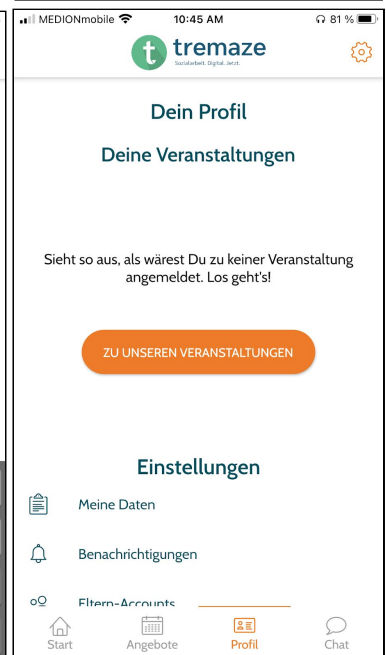 MEDIONmobile 10:45 AM 81 %
t tremaze
Sozialarbeit. Digital. Jetzt.
Dein Profil
Deine Veranstaltungen
Sieht so aus, als wärest Du zu keiner Veranstaltung
angemeldet. Los geht's!
ZU UNSEREN VERANSTALTUNGEN
Einstellungen
Meine Daten
Benachrichtigungen
Eltern-Accounts
Start Angebote Profil Chat